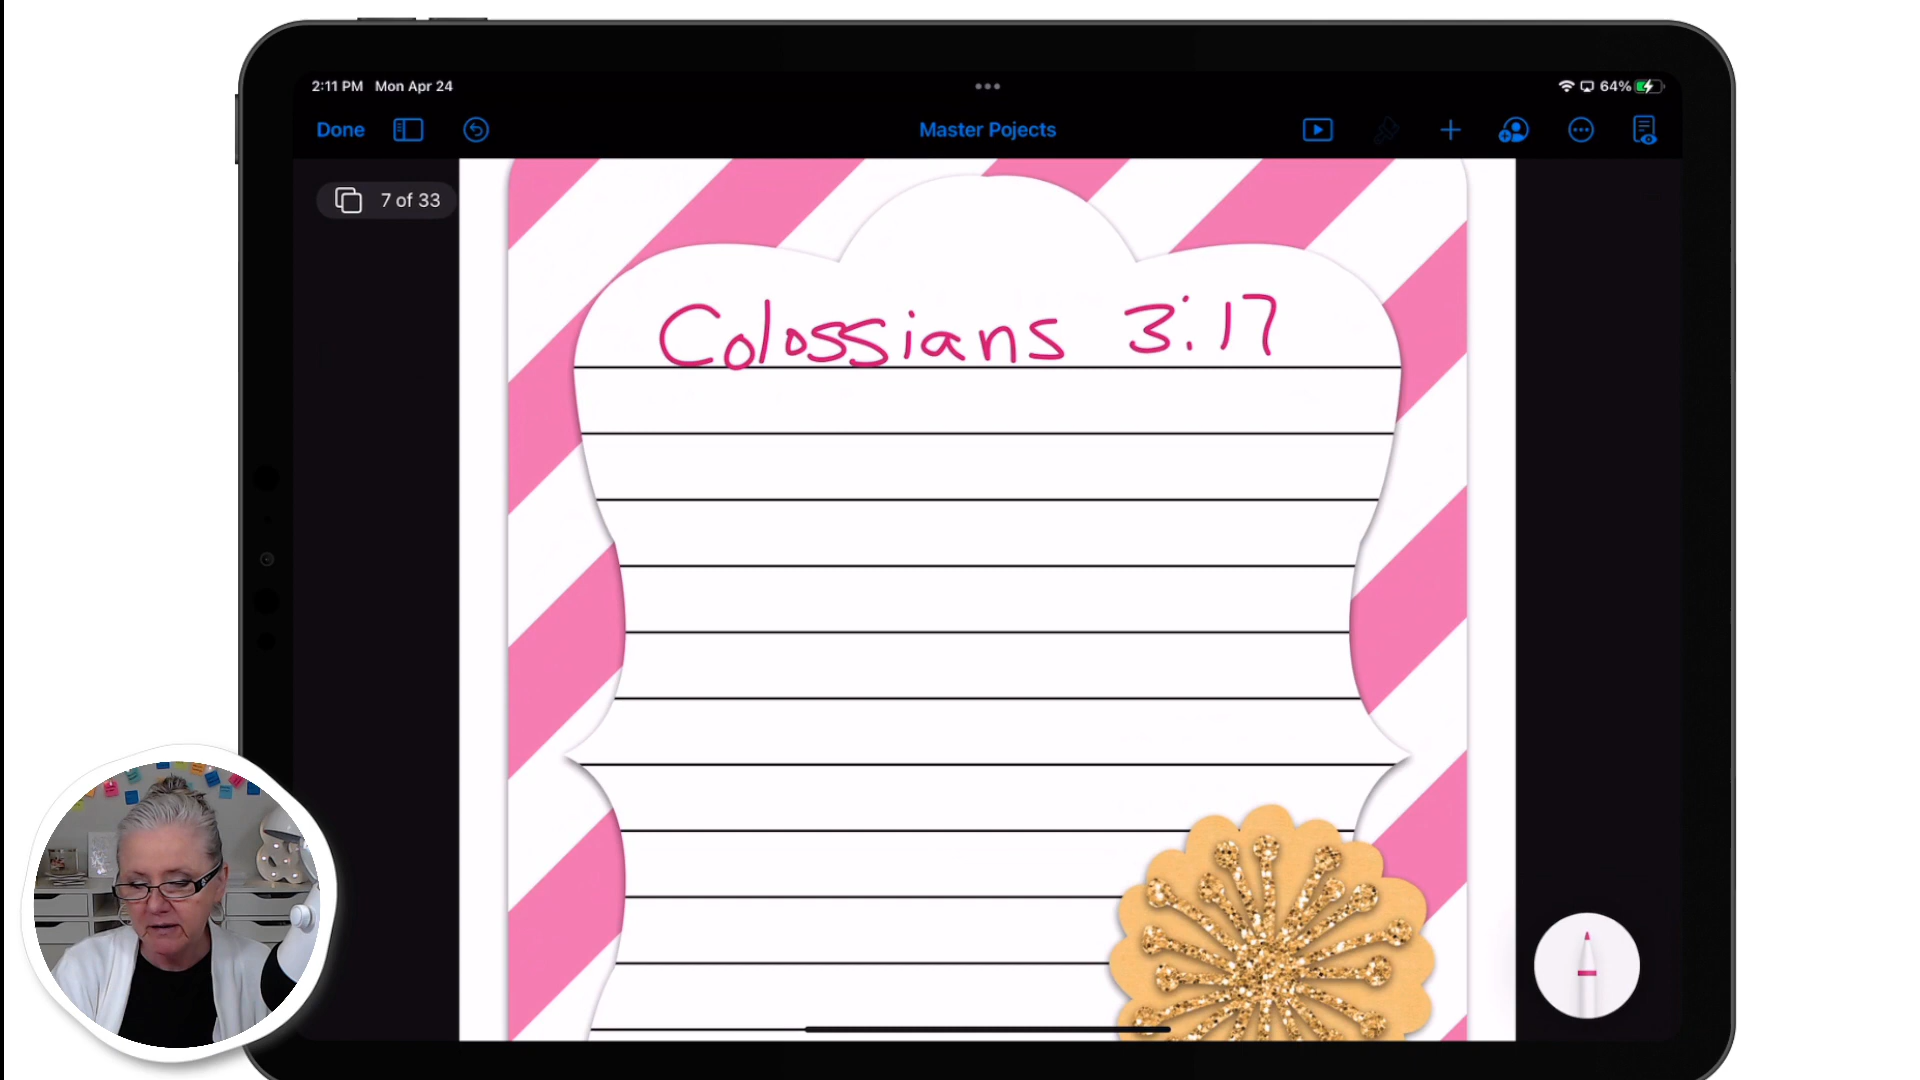 2:11 PM Mon Apr 24
64%
Done
Master Pojects
7 of 33
Colossians 3:17